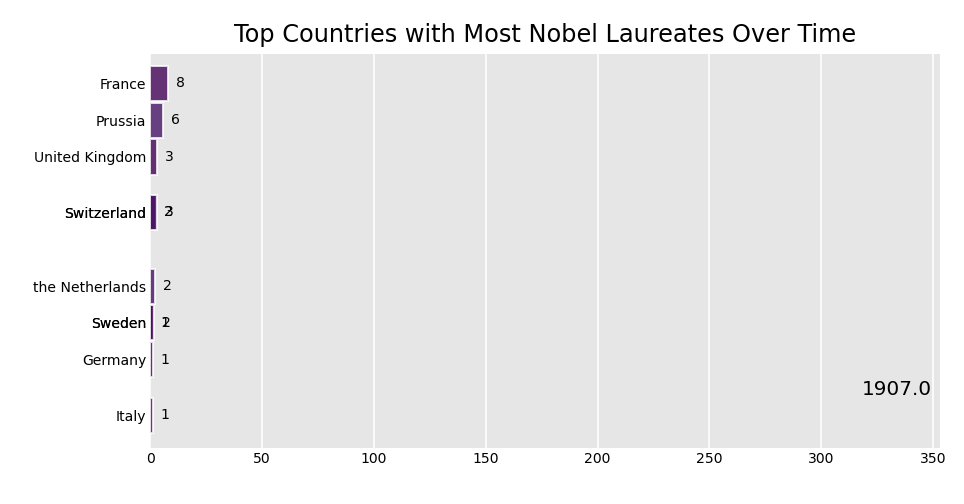 Top Countries with Most Nobel Laureates Over Time
France 8
Prussia 6
United Kingdom 3
Switzerland
the Netherlands 2
Sweden
Germany 1
1907.0
Italy 1
0 50 100 150 200 250 300 350